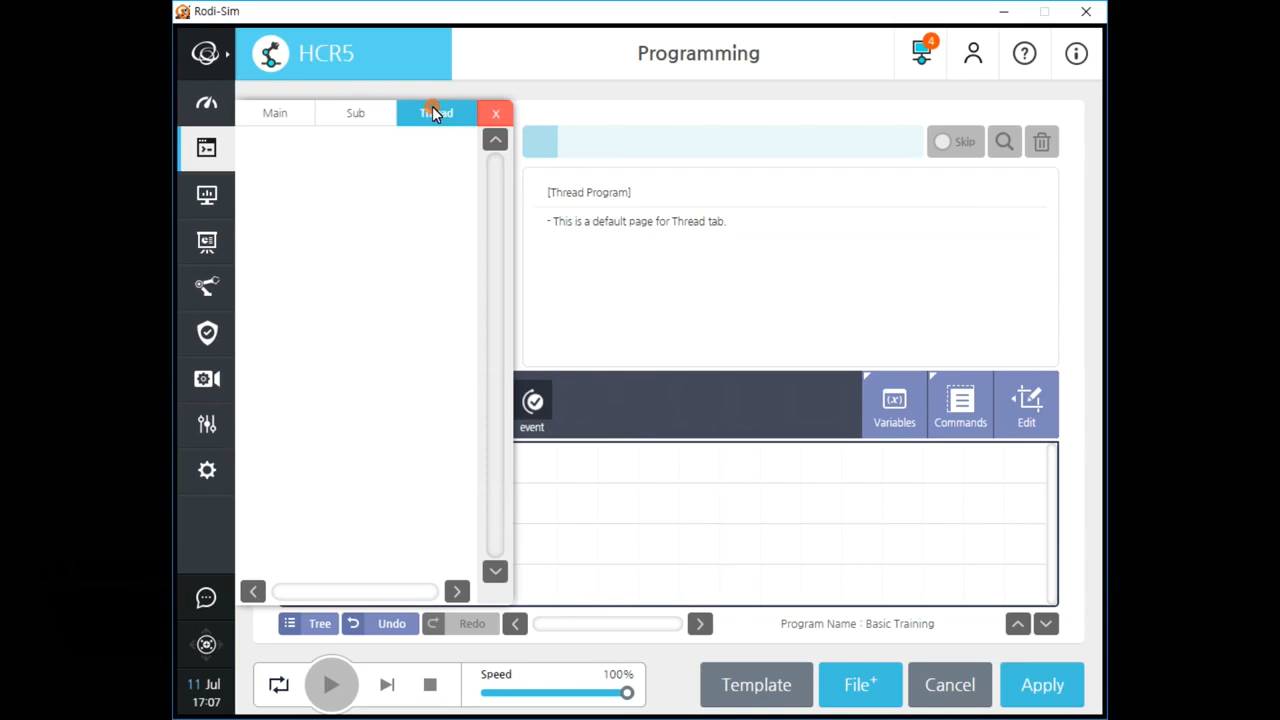 Rodi-Sim
HCR5
Programming
4
Main
Sub
Thread
x
Skip
[Thread Program]
- This is a default page for Thread tab.
event
Variables
Commands
Edit
Tree
Undo
Redo
Program Name : Basic Training
11 Jul
17:07
Speed
100%
Template
File+
Cancel
Apply